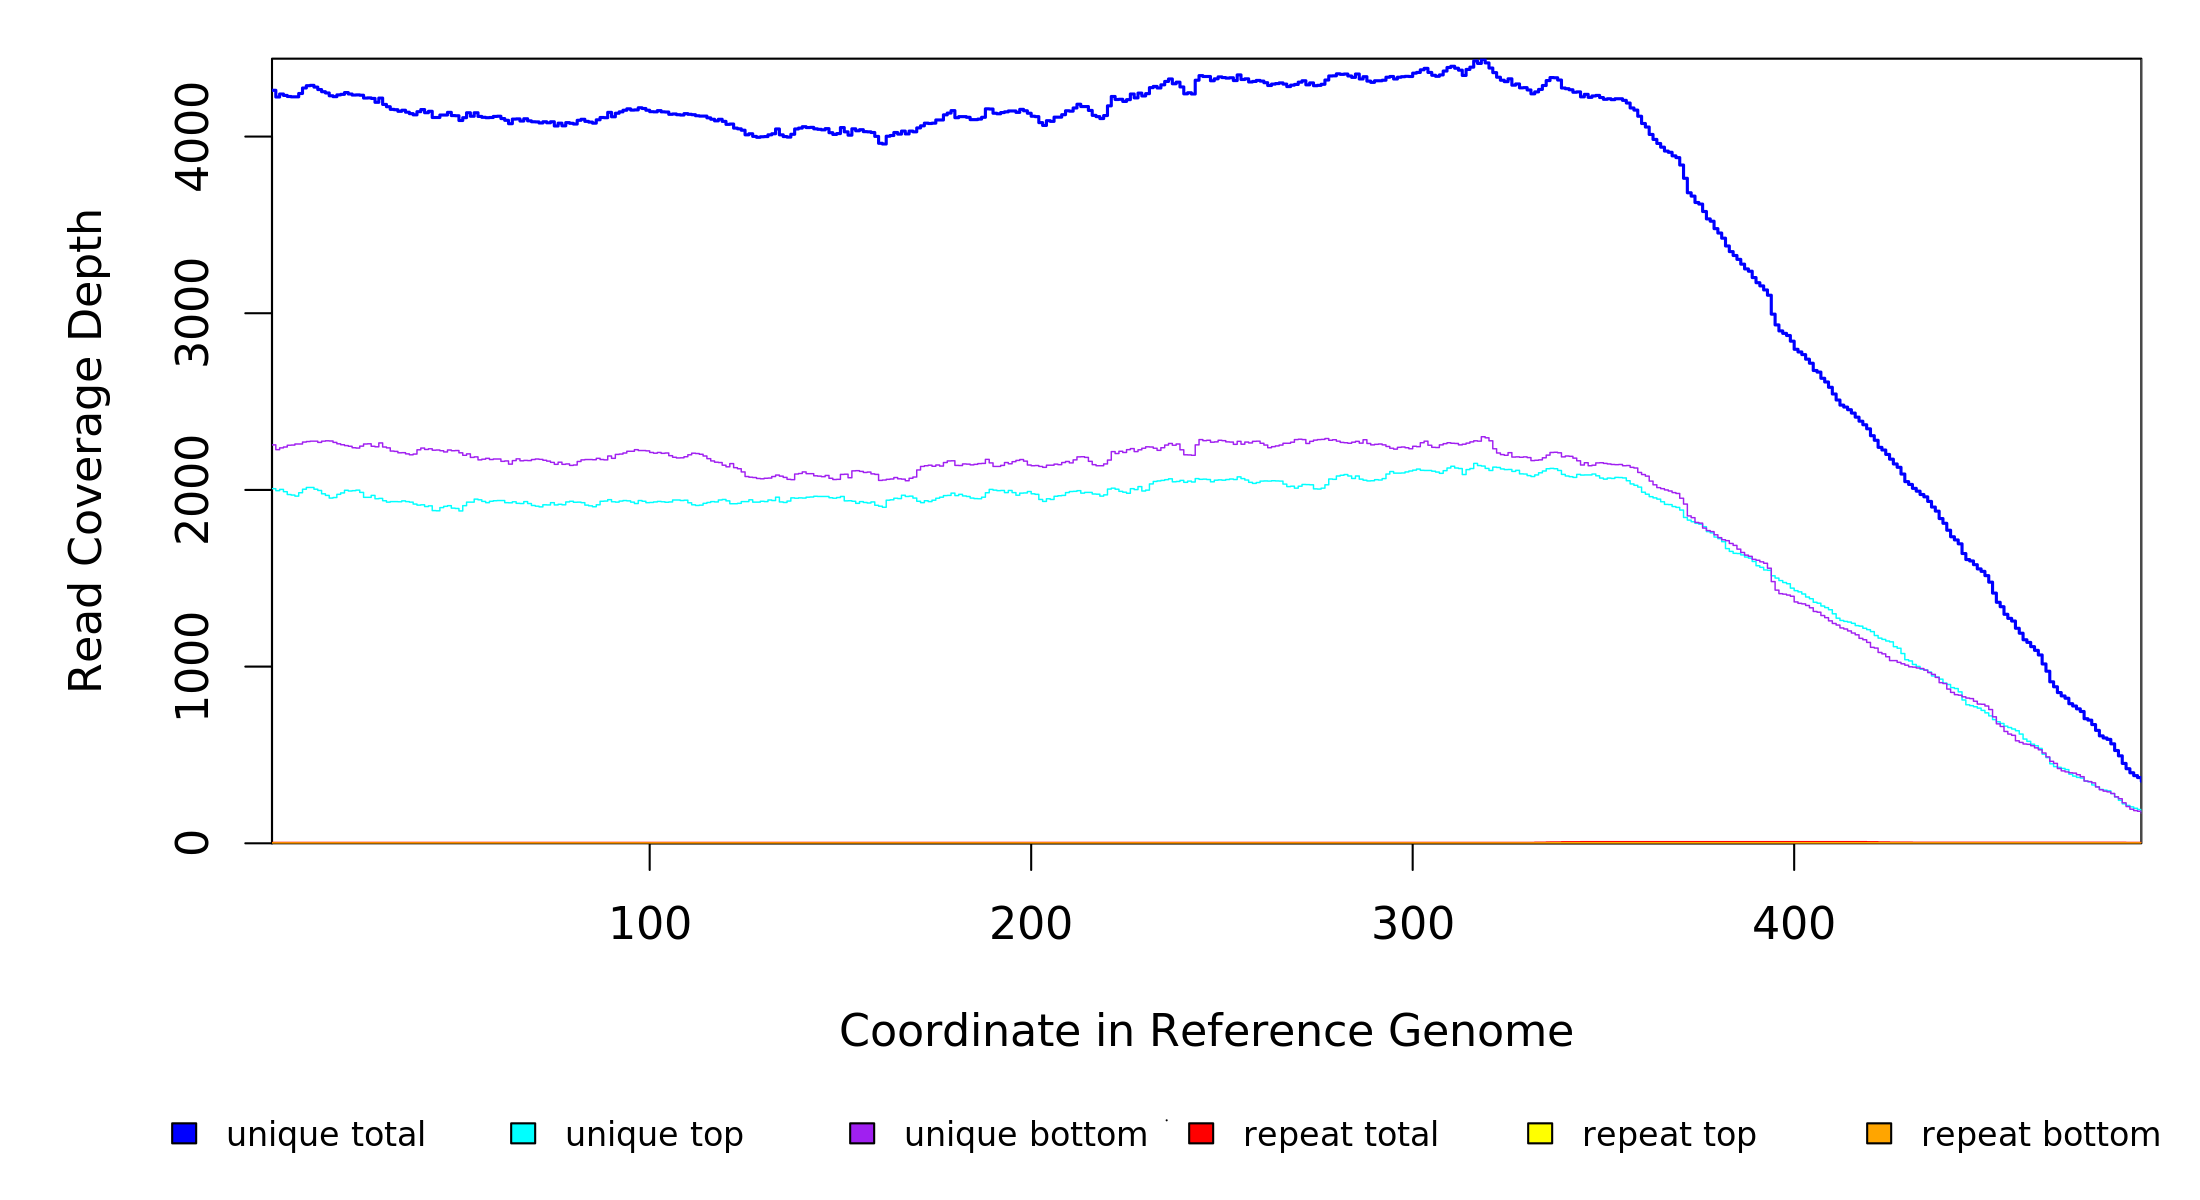 Read Coverage Depth
4000
3000
2000
1000
0
100 200 300 400
Coordinate in Reference Genome
unique total unique top unique bottom repeat total repeat top repeat bottom